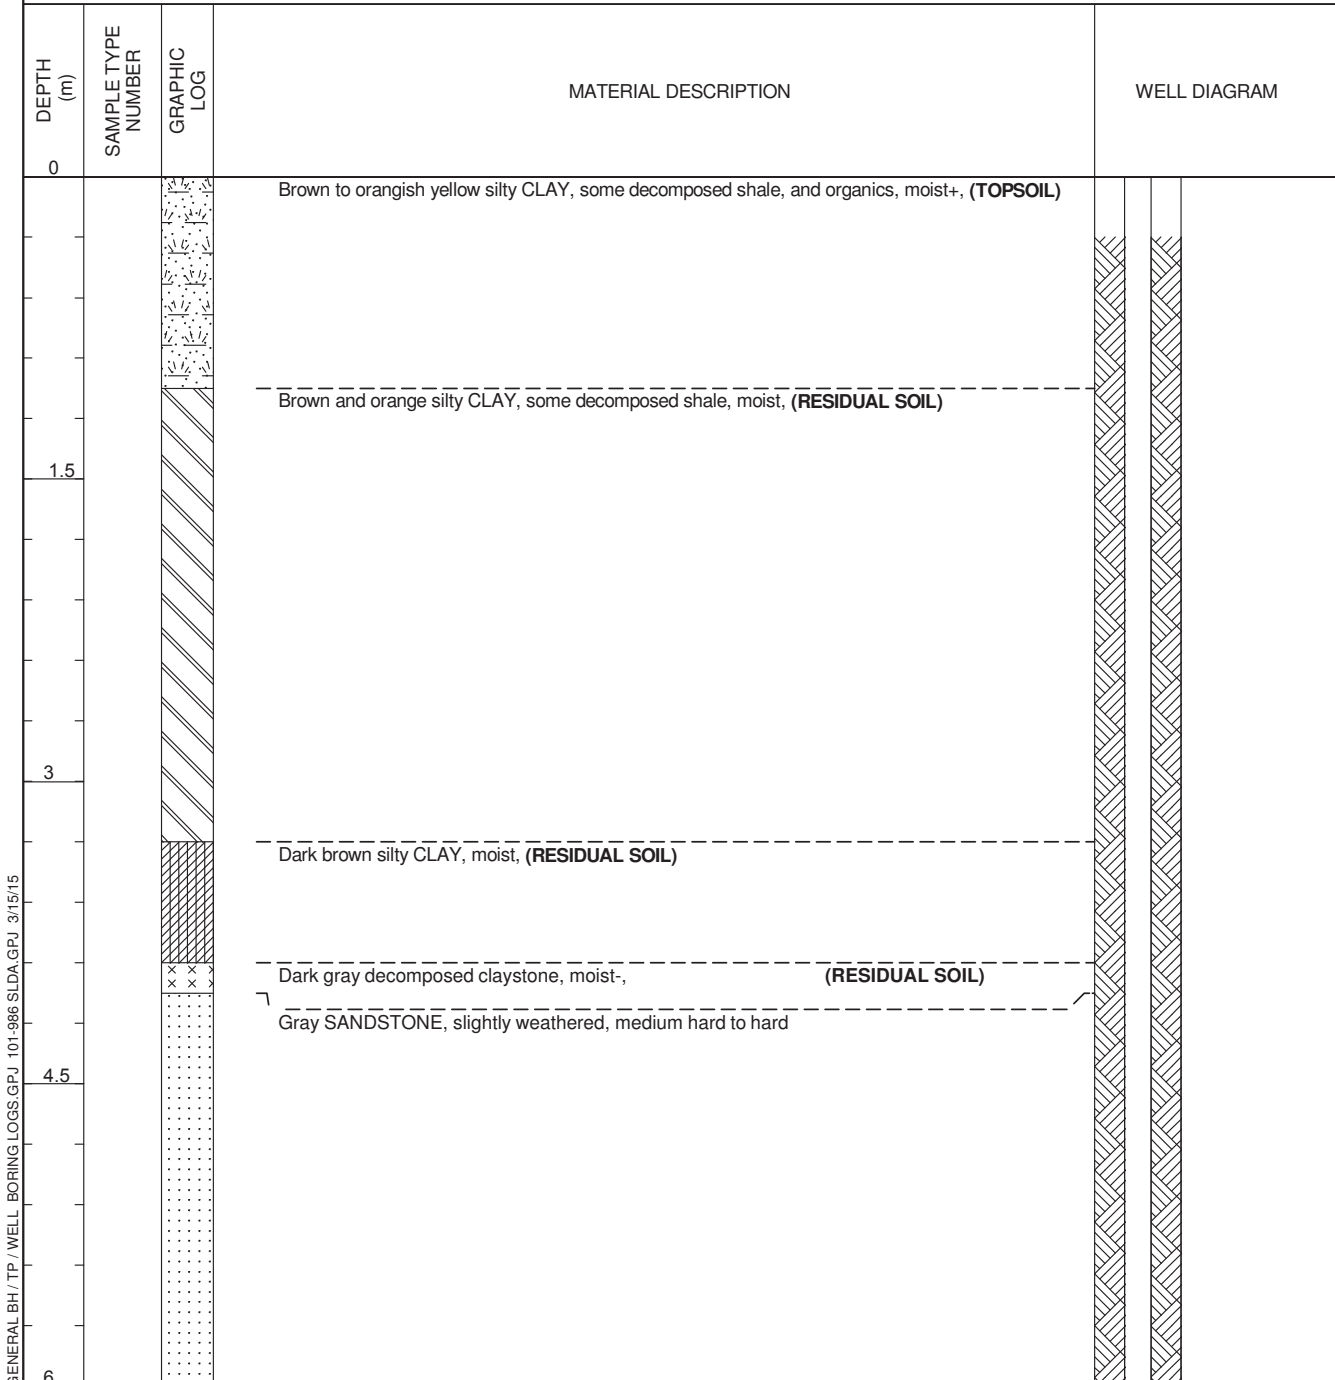 DEPTH
(m)
SAMPLE TYPE
NUMBER
GRAPHIC
LOG
MATERIAL DESCRIPTION
WELL DIAGRAM
0
Brown to orangish yellow silty CLAY, some decomposed shale, and organics, moist+, (TOPSOIL)
Brown and orange silty CLAY, some decomposed shale, moist, (RESIDUAL SOIL)
1.5
3
Dark brown silty CLAY, moist, (RESIDUAL SOIL)
Dark gray decomposed claystone, moist-, (RESIDUAL SOIL)
Gray SANDSTONE, slightly weathered, medium hard to hard
4.5
6
GENERAL BH / TP / WELL BORING LOGS.GPJ 101-986 SLDA.GPJ 3/15/15